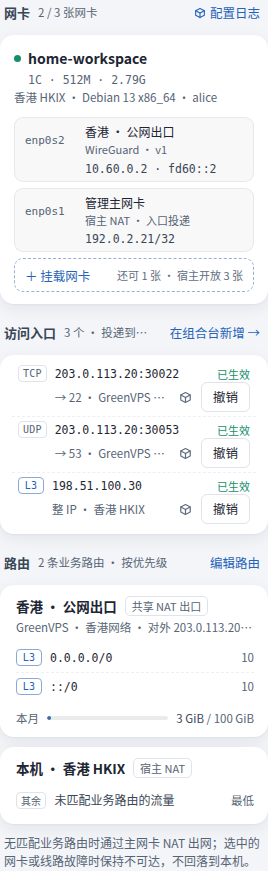 网卡 2 / 3 张网卡 配置日志
home-workspace
1C · 512M · 2.79G
香港 HKIX · Debian 13 x86_64 · alice
香港 · 公网出口
enp0s2
WireGuard · v1
10.60.0.2 · fd60::2
管理主网卡
enp0s1
宿主 NAT · 入口投递
192.0.2.21/32
＋ 挂载网卡 还可 1 张 · 宿主开放 3 张
访问入口 3 个 · 投递到… 在组合台新增 →
TCP 203.0.113.20:30022 已生效
→ 22 · GreenVPS … 撤销
UDP 203.0.113.20:30053 已生效
→ 53 · GreenVPS … 撤销
L3 198.51.100.30 已生效
整 IP · 香港 HKIX 撤销
路由 2 条业务路由 · 按优先级 编辑路由
香港 · 公网出口 共享 NAT 出口
GreenVPS · 香港网络 · 对外 203.0.113.20…
L3 0.0.0.0/0 10
L3 ::/0 10
本月 3 GiB / 100 GiB
本机 · 香港 HKIX 宿主 NAT
其余 未匹配业务路由的流量 最低
无匹配业务路由时通过主网卡 NAT 出网；选中的
网卡或线路故障时保持不可达，不回落到本机。